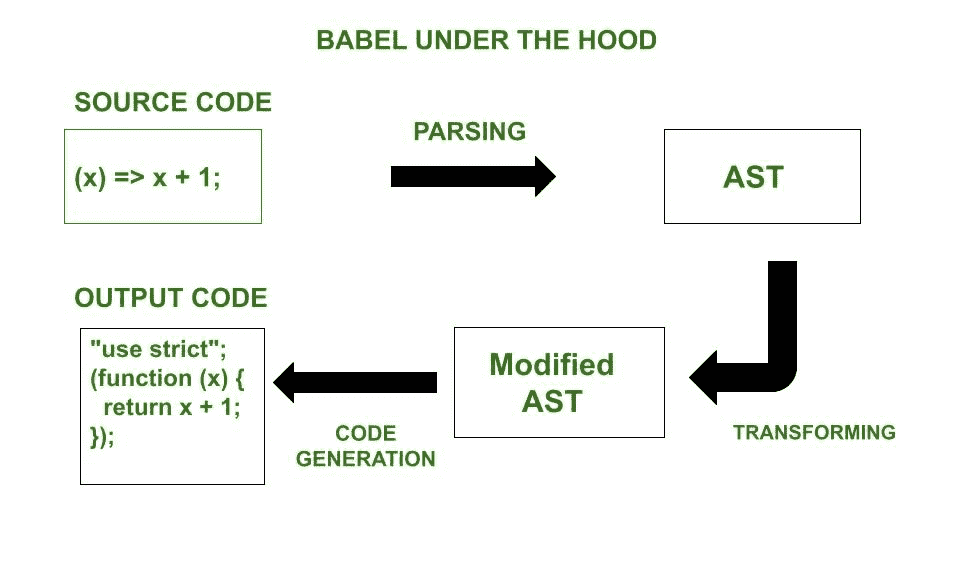 BABEL UNDER THE HOOD
SOURCE CODE
(x) => x + 1;
PARSING
AST
TRANSFORMING
Modified
AST
CODE
GENERATION
OUTPUT CODE
"use strict";
(function (x) {
  return x + 1;
});